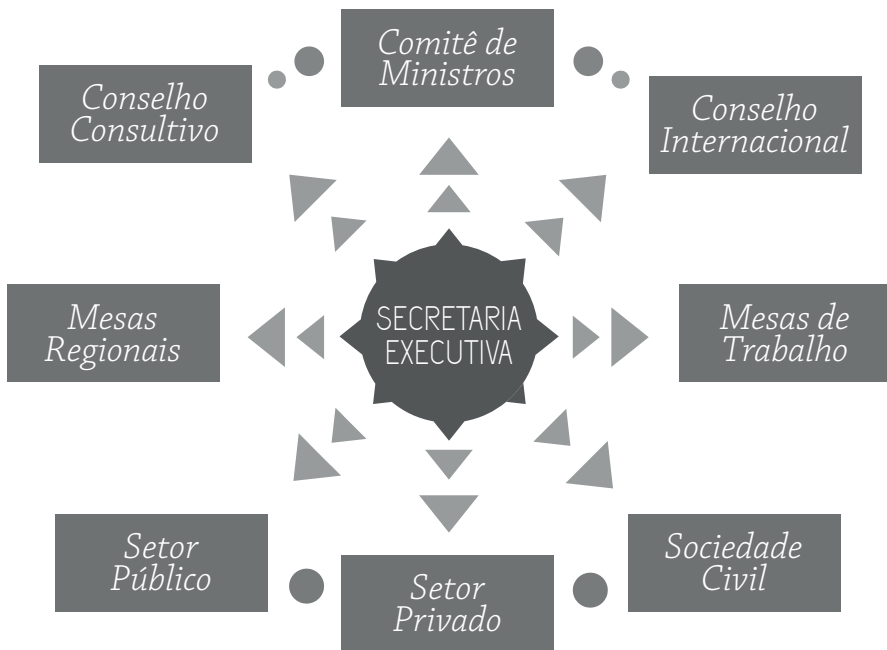 Comitê de
Ministros
Conselho
Consultivo
Conselho
Internacional
Mesas
Regionais
SECRETARIA
EXECUTIVA
Mesas de
Trabalho
Setor
Público
Setor
Privado
Sociedade
Civil